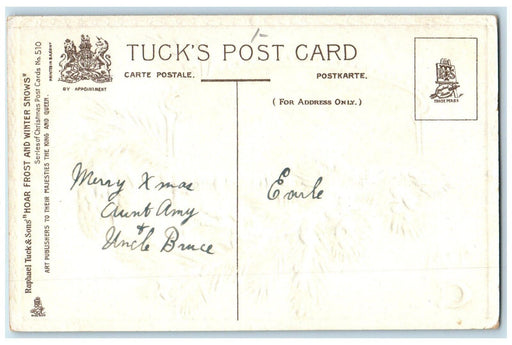 TUCK'S POST CARD
CARTE POSTALE.
POSTKARTE.
BY APPOINTMENT
(FOR ADDRESS ONLY.)
TRADE MARK
Raphael Tuck & Sons' "HOAR FROST AND WINTER SNOWS"
Series of Christmas Post Cards No. 510
ART PUBLISHERS TO THEIR MAJESTIES THE KING AND QUEEN.
Merry Xmas
Aunt Amy
+
Uncle Bruce
Earle